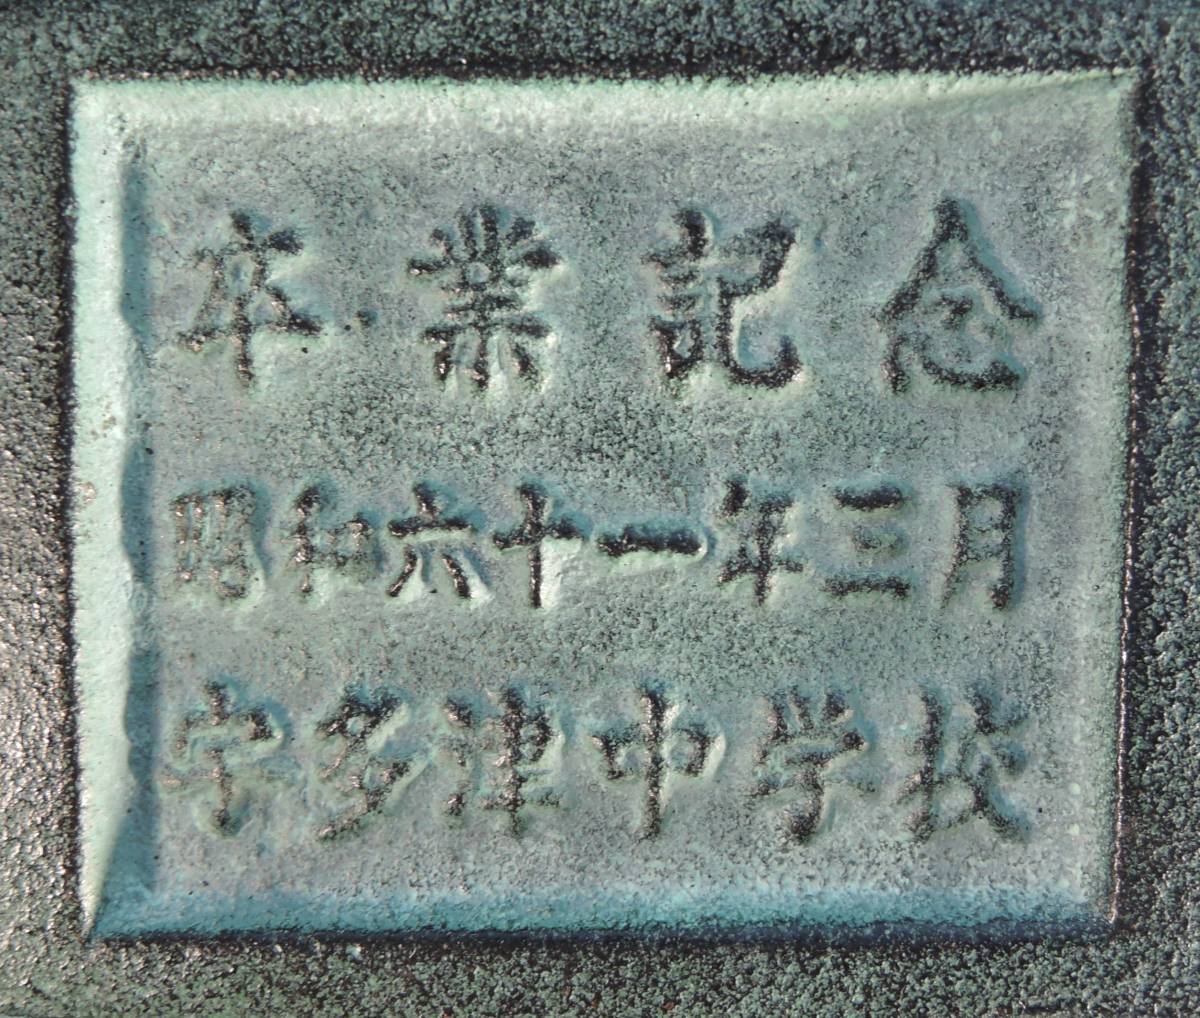 卒業記念
昭和六十一年三月
宇多津中学校